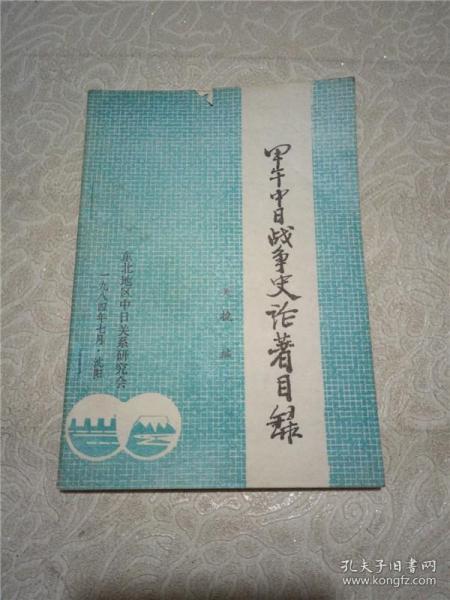 甲午中日战争史论著目录
东北地区中日关系研究会
一九八四年七月·沈阳
编
孔夫子旧书网
www.kongfz.com